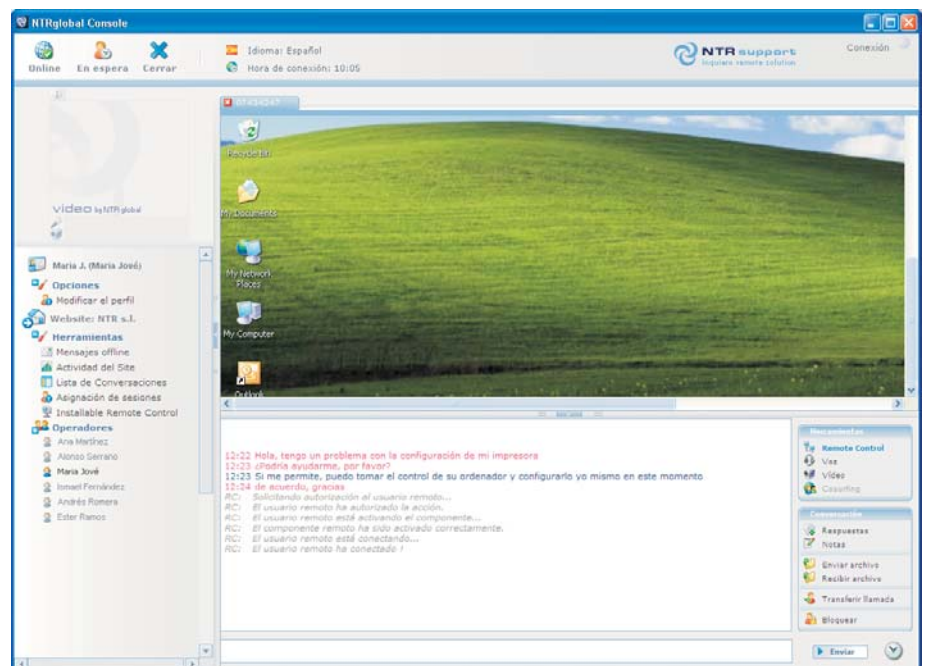 NTRglobal Console
Online
En espera
Cerrar
Idioma: Español
Hora de conexión: 10:05
NTR support
inquiero remote solution
Conexión
video by NTRglobal
Recycle Bin
My Documents
My Network Places
My Computer
Outlook
Maria J. (Maria Jové)
Opciones
Modificar el perfil
Website: NTR s.l.
Herramientas
Mensajes offline
Actividad del Site
Lista de Conversaciones
Asignación de sesiones
Installable Remote Control
Operadores
Ana Martínez
Alonso Serrano
Maria Jové
Ismael Fernández
Andrés Romera
Ester Ramos
12:22 Hola, tengo un problema con la configuración de mi impresora
12:23 ¿Podría ayudarme, por favor?
12:23 Si me permite, puedo tomar el control de su ordenador y configurarlo yo mismo en este momento
12:24 de acuerdo, gracias
RC: Solicitando autorización al usuario remoto...
RC: El usuario remoto ha autorizado la acción.
RC: El usuario remoto está activando el componente...
RC: El componente remoto ha sido activado correctamente.
RC: El usuario remoto está conectando...
RC: El usuario remoto ha conectado !
Herramientas
Remote Control
Voz
Vídeo
Cosurfing
Conversación
Respuestas
Notas
Enviar archivo
Recibir archivo
Transferir llamada
Bloquear
Enviar